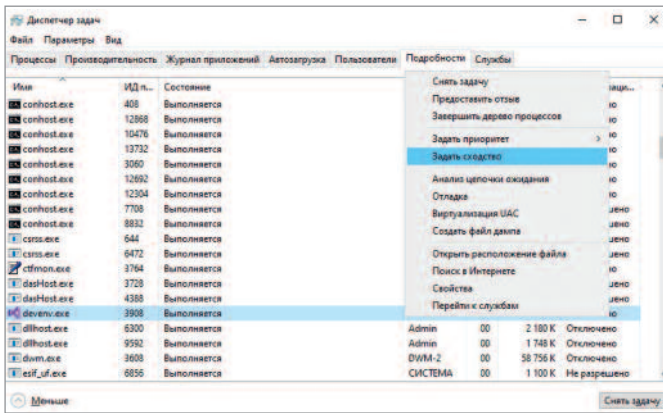 Диспетчер задач
Файл Параметры Вид
Процессы Производительность Журнал приложений Автозагрузка Пользователи Подробности Службы
Имя ИД п... Состояние
conhost.exe 408 Выполняется
conhost.exe 12868 Выполняется
conhost.exe 10476 Выполняется
conhost.exe 13732 Выполняется
conhost.exe 3060 Выполняется
conhost.exe 12692 Выполняется
conhost.exe 12304 Выполняется
conhost.exe 7708 Выполняется
conhost.exe 8832 Выполняется
csrss.exe 644 Выполняется
csrss.exe 6472 Выполняется
ctfmon.exe 3764 Выполняется
dasHost.exe 3728 Выполняется
dasHost.exe 4388 Выполняется
devenv.exe 3908 Выполняется
dllhost.exe 6300 Выполняется Admin 00 2 180 K Отключено
dllhost.exe 9592 Выполняется Admin 00 1 748 K Отключено
dwm.exe 3608 Выполняется DWM-2 00 58 756 K Отключено
esif_uf.exe 6856 Выполняется СИСТЕМА 00 1 100 K Не разрешено
Снять задачу
Предоставить отзыв
Завершить дерево процессов
Задать приоритет
Задать сходство
Анализ цепочки ожидания
Отладка
Виртуализация UAC
Создать файл дампа
Открыть расположение файла
Поиск в Интернете
Свойства
Перейти к службам
Меньше
Снять задачу